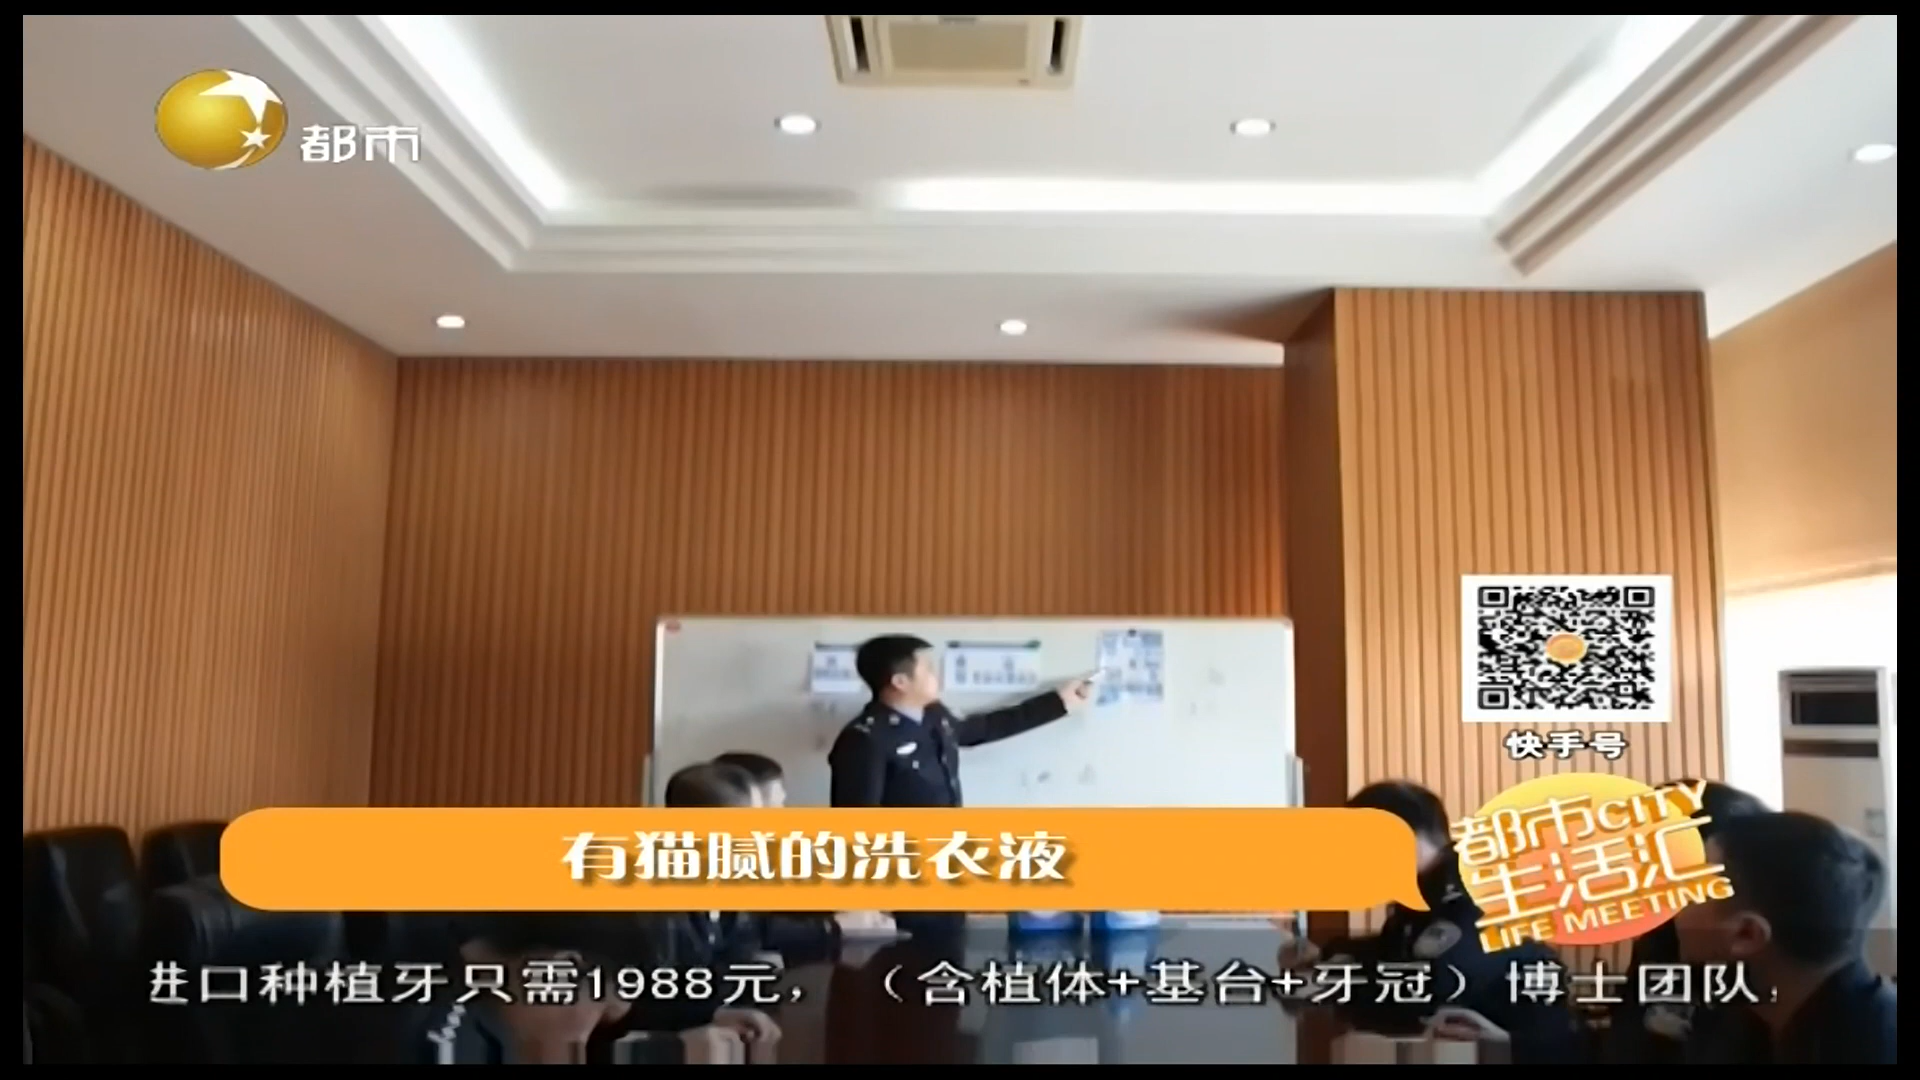 都市
快手号
都市CITY
生活汇
LIFE MEETING
有猫腻的洗衣液
进口种植牙只需1988元，（含植体+基台+牙冠）博士团队，